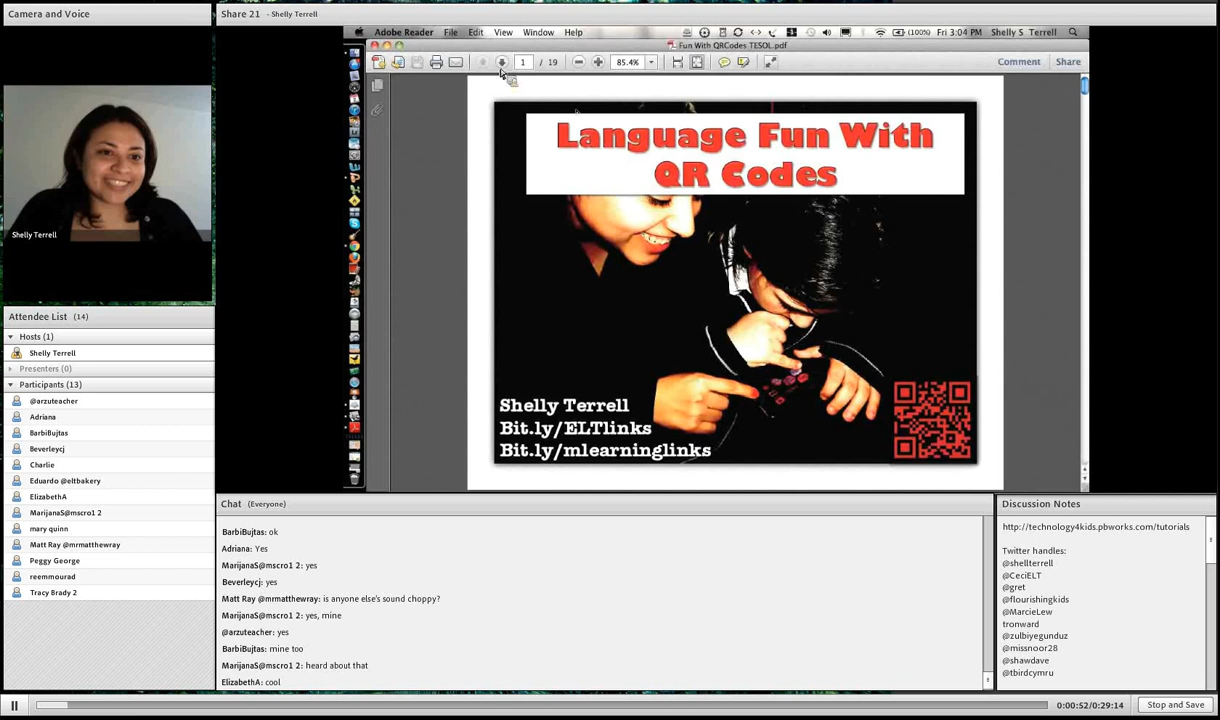 Camera and Voice
Shelly Terrell
Attendee List (14)
Hosts (1)
Shelly Terrell
Presenters (0)
Participants (13)
@arzuteacher
Adriana
BarbiBujtas
Beverleycj
Charlie
Eduardo @eltbakery
ElizabethA
MarijanaS@mscro1 2
mary quinn
Matt Ray @mrmatthewray
Peggy George
reemmourad
Tracy Brady 2
Share 21 - Shelly Terrell
Adobe Reader File Edit View Window Help (100%) Fri 3:04 PM Shelly S Terrell
Fun With QRCodes TESOL.pdf
1 / 19 85.4% Comment Share
Language Fun With
QR Codes
Shelly Terrell
Bit.ly/ELTlinks
Bit.ly/mlearninglinks
Chat (Everyone)
BarbiBujtas: ok
Adriana: Yes
MarijanaS@mscro1 2: yes
Beverleycj: yes
Matt Ray @mrmatthewray: is anyone else's sound choppy?
MarijanaS@mscro1 2: yes, mine
@arzuteacher: yes
BarbiBujtas: mine too
MarijanaS@mscro1 2: heard about that
ElizabethA: cool
Discussion Notes
http://technology4kids.pbworks.com/tutorials
Twitter handles:
@shellterrell
@CeciELT
@gret
@flourishingkids
@MarcieLew
tronward
@zulbiyegunduz
@missnoor28
@shawdave
@tbirdcymru
0:00:52/0:29:14 Stop and Save